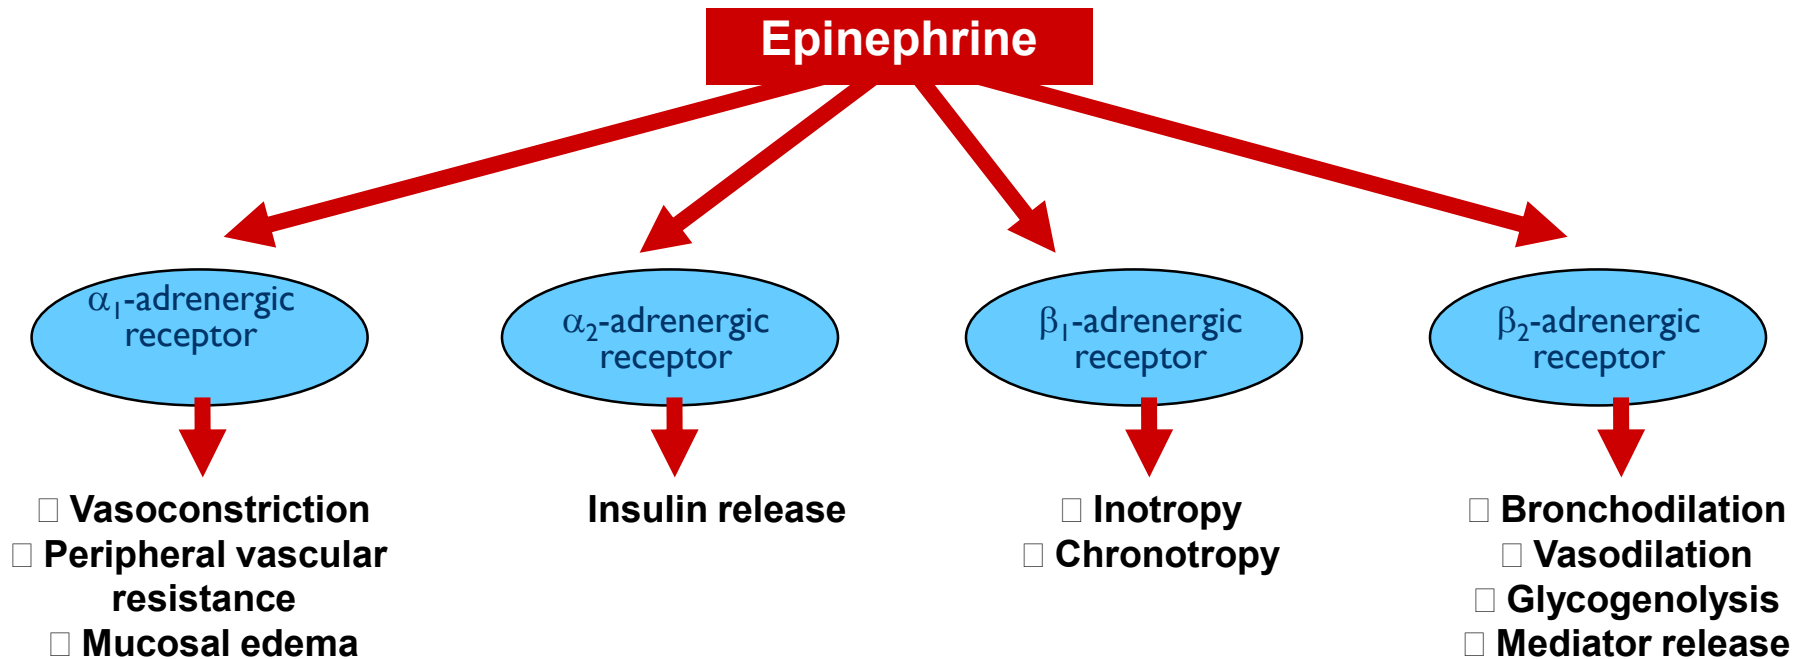 Epinephrine
α₁-adrenergic
receptor
α₂-adrenergic
receptor
β₁-adrenergic
receptor
β₂-adrenergic
receptor
□ Vasoconstriction
□ Peripheral vascular
resistance
□ Mucosal edema
Insulin release
□ Inotropy
□ Chronotropy
□ Bronchodilation
□ Vasodilation
□ Glycogenolysis
□ Mediator release